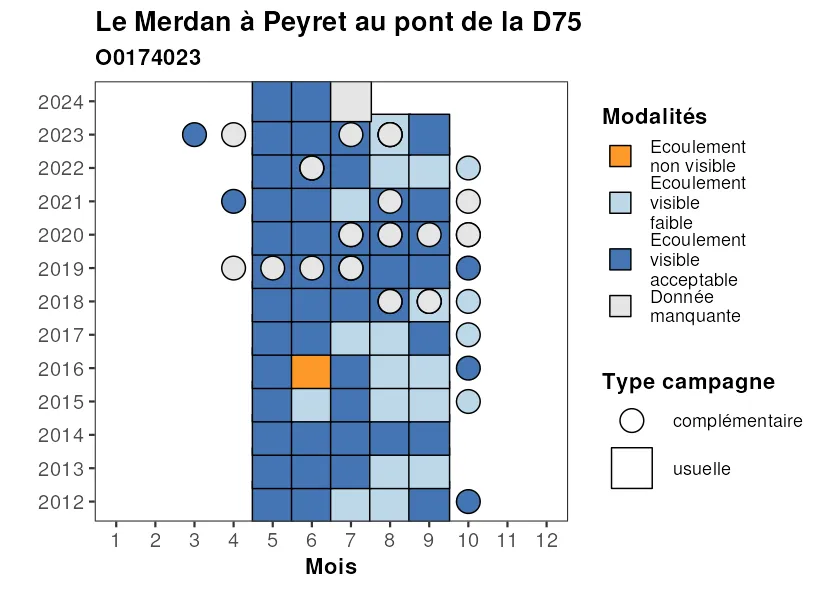 Le Merdan à Peyret au pont de la D75
O0174023
2024
2023
2022
2021
2020
2019
2018
2017
2016
2015
2014
2013
2012
1 2 3 4 5 6 7 8 9 10 11 12
Mois
Modalités
Ecoulement
non visible
Ecoulement
visible
faible
Ecoulement
visible
acceptable
Donnée
manquante
Type campagne
complémentaire
usuelle